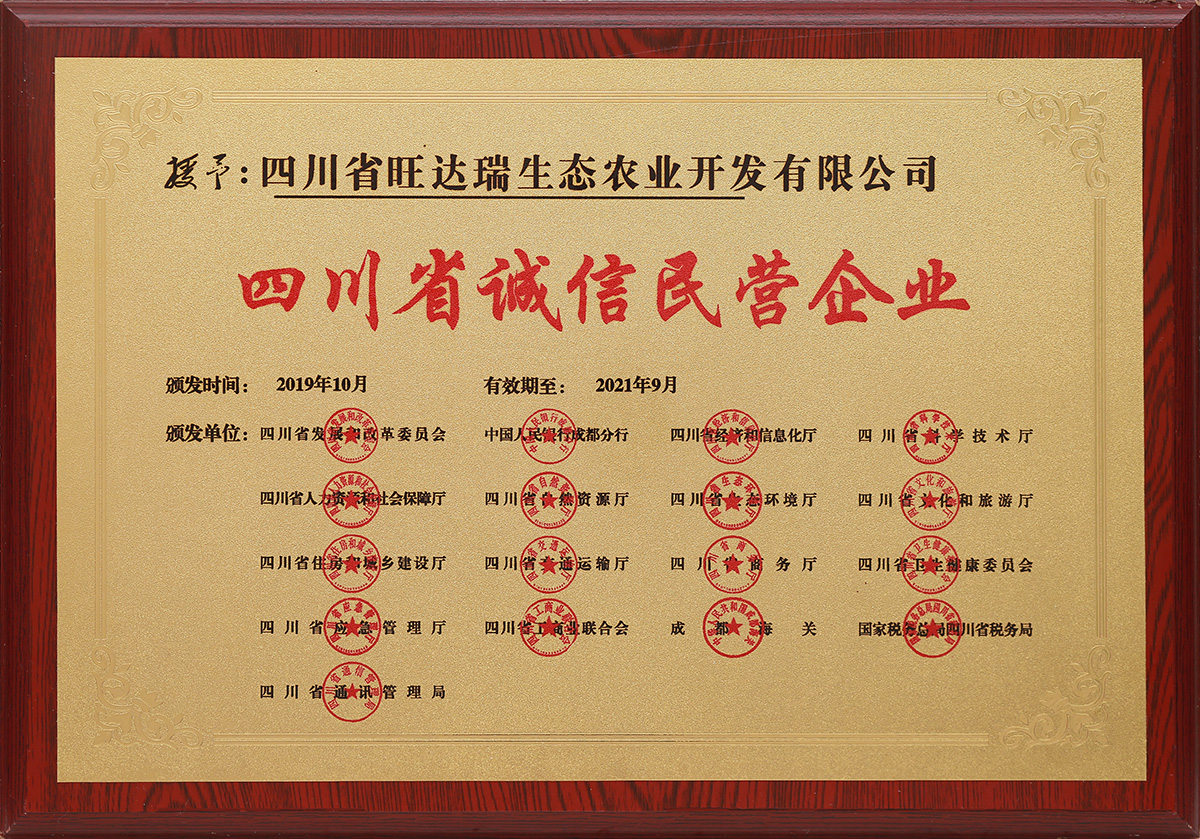 授予：四川省旺达瑞生态农业开发有限公司
四川省诚信民营企业
颁发时间： 2019年10月 有效期至： 2021年9月
颁发单位： 四川省发展和改革委员会 中国人民银行成都分行 四川省经济和信息化厅 四川省科学技术厅
四川省人力资源和社会保障厅 四川省自然资源厅 四川省生态环境厅 四川省文化和旅游厅
四川省住房和城乡建设厅 四川省交通运输厅 四川省商务厅 四川省卫生健康委员会
四川省应急管理厅 四川省工商业联合会 成都海关 国家税务总局四川省税务局
四川省通讯管理局